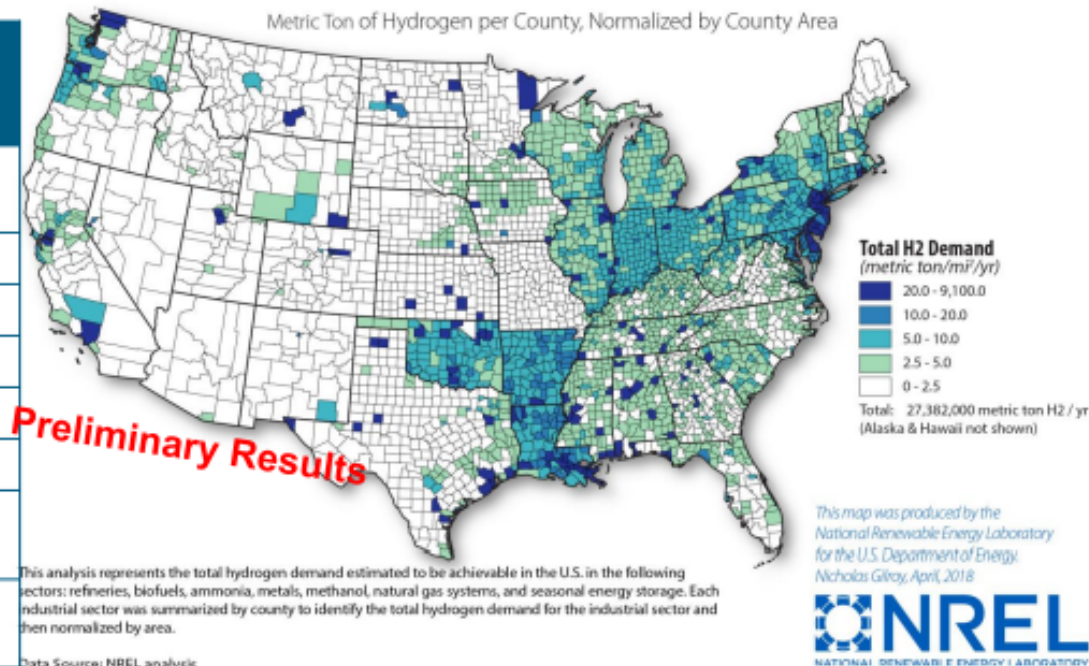 Metric Ton of Hydrogen per County, Normalized by County Area
Total H2 Demand
(metric ton/mi²/yr)
20.0 - 9,100.0
10.0 - 20.0
5.0 - 10.0
2.5 - 5.0
0 - 2.5
Total: 27,382,000 metric ton H2 / yr
(Alaska & Hawaii not shown)
Preliminary Results
This map was produced by the
National Renewable Energy Laboratory
for the U.S. Department of Energy.
Nicholas Gilroy, April, 2018
This analysis represents the total hydrogen demand estimated to be achievable in the U.S. in the following
sectors: refineries, biofuels, ammonia, metals, methanol, natural gas systems, and seasonal energy storage. Each
industrial sector was summarized by county to identify the total hydrogen demand for the industrial sector and
then normalized by area.
Data Source: NREL analysis
NREL
NATIONAL RENEWABLE ENERGY LABORATORY